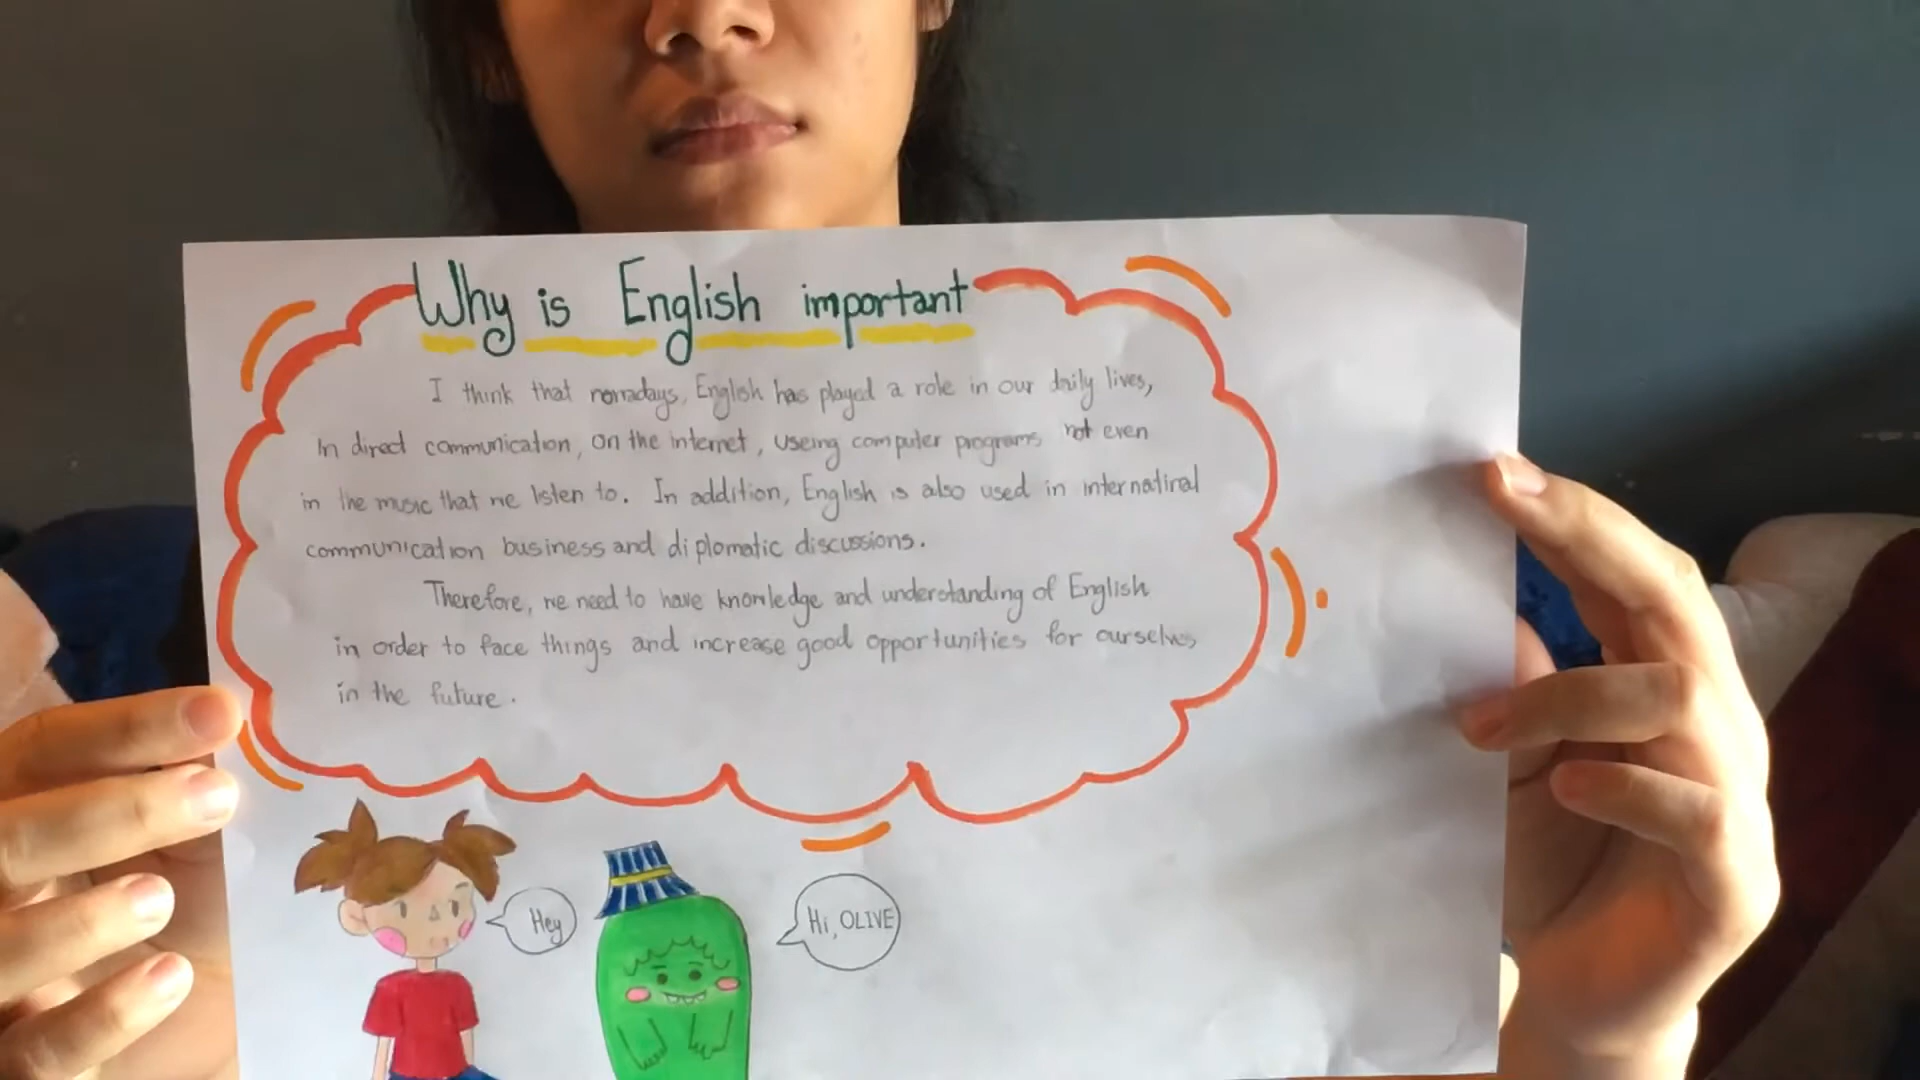 Why is English important
I think that nowadays, English has played a role in our daily lives,
In direct communication, on the internet, useing computer programs not even
in the music that we listen to. In addition, English is also used in internatinal
communication business and diplomatic discussions.
Therefore, we need to have knowledge and understanding of English
in order to face things and increase good opportunities for ourselves
in the future.
Hey
Hi, OLIVE